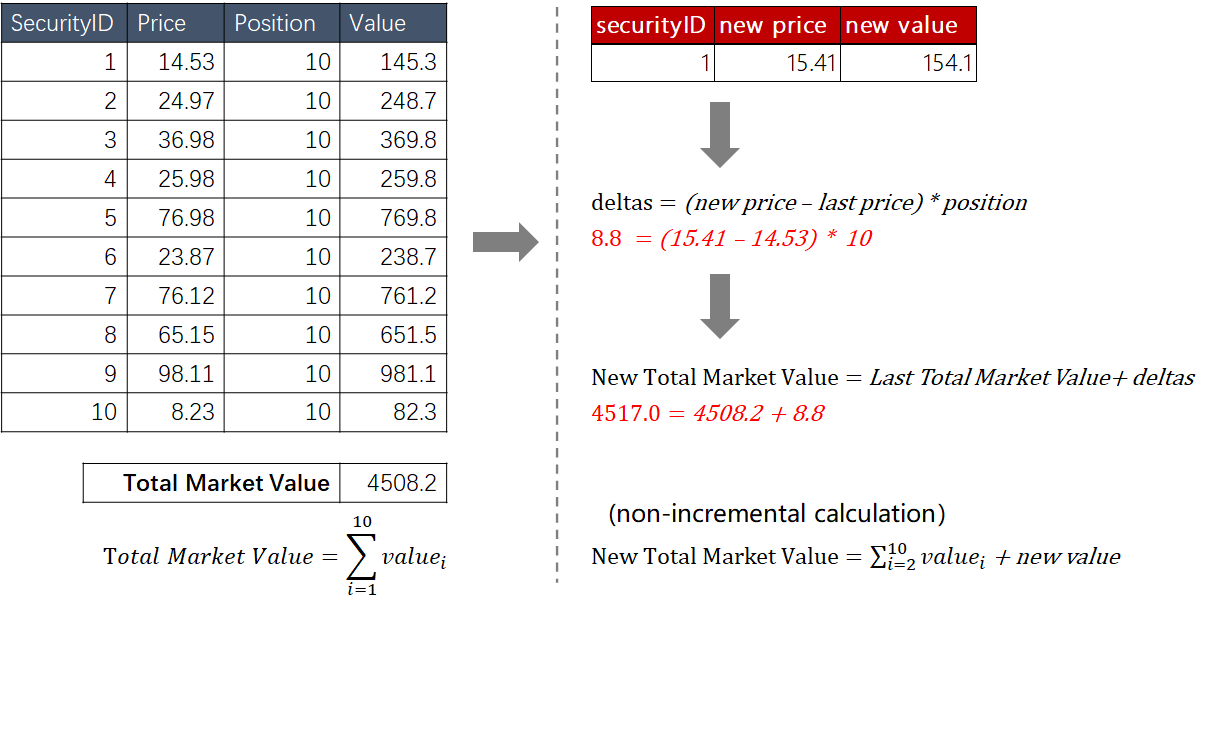 SecurityID Price Position Value
1 14.53 10 145.3
2 24.97 10 248.7
3 36.98 10 369.8
4 25.98 10 259.8
5 76.98 10 769.8
6 23.87 10 238.7
7 76.12 10 761.2
8 65.15 10 651.5
9 98.11 10 981.1
10 8.23 10 82.3
Total Market Value 4508.2
Total Market Value = ∑_{i=1}^{10} value_i
securityID new price new value
1 15.41 154.1
deltas = (new price – last price) * position
8.8 = (15.41 – 14.53) * 10
New Total Market Value = Last Total Market Value+ deltas
4517.0 = 4508.2 + 8.8
(non-incremental calculation)
New Total Market Value = ∑_{i=2}^{10} value_i + new value